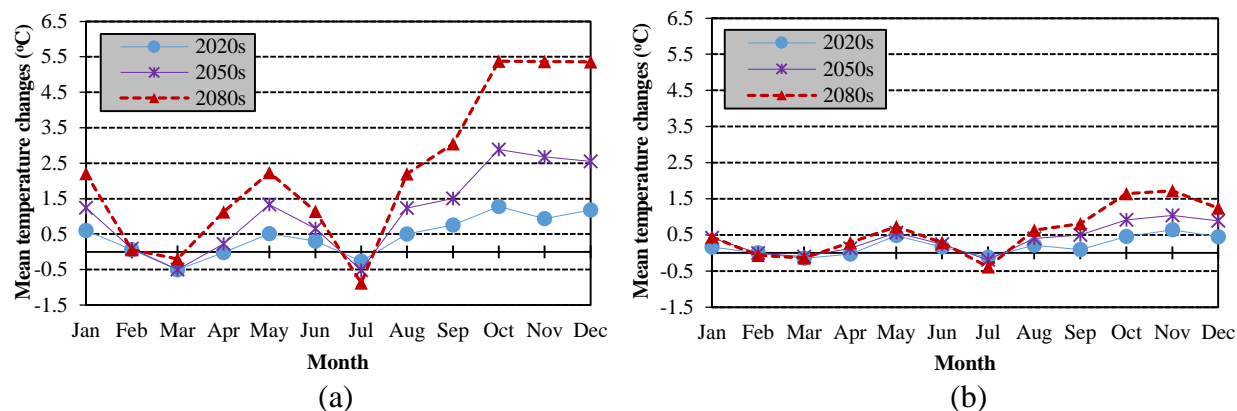 Mean temperature changes (°C)
6.5
5.5
4.5
3.5
2.5
1.5
0.5
-0.5
-1.5
2020s
2050s
2080s
Jan Feb Mar Apr May Jun Jul Aug Sep Oct Nov Dec
Month
(a)
Mean temperature changes (°C)
6.5
5.5
4.5
3.5
2.5
1.5
0.5
-0.5
-1.5
2020s
2050s
2080s
Jan Feb Mar Apr May Jun Jul Aug Sep Oct Nov Dec
Month
(b)